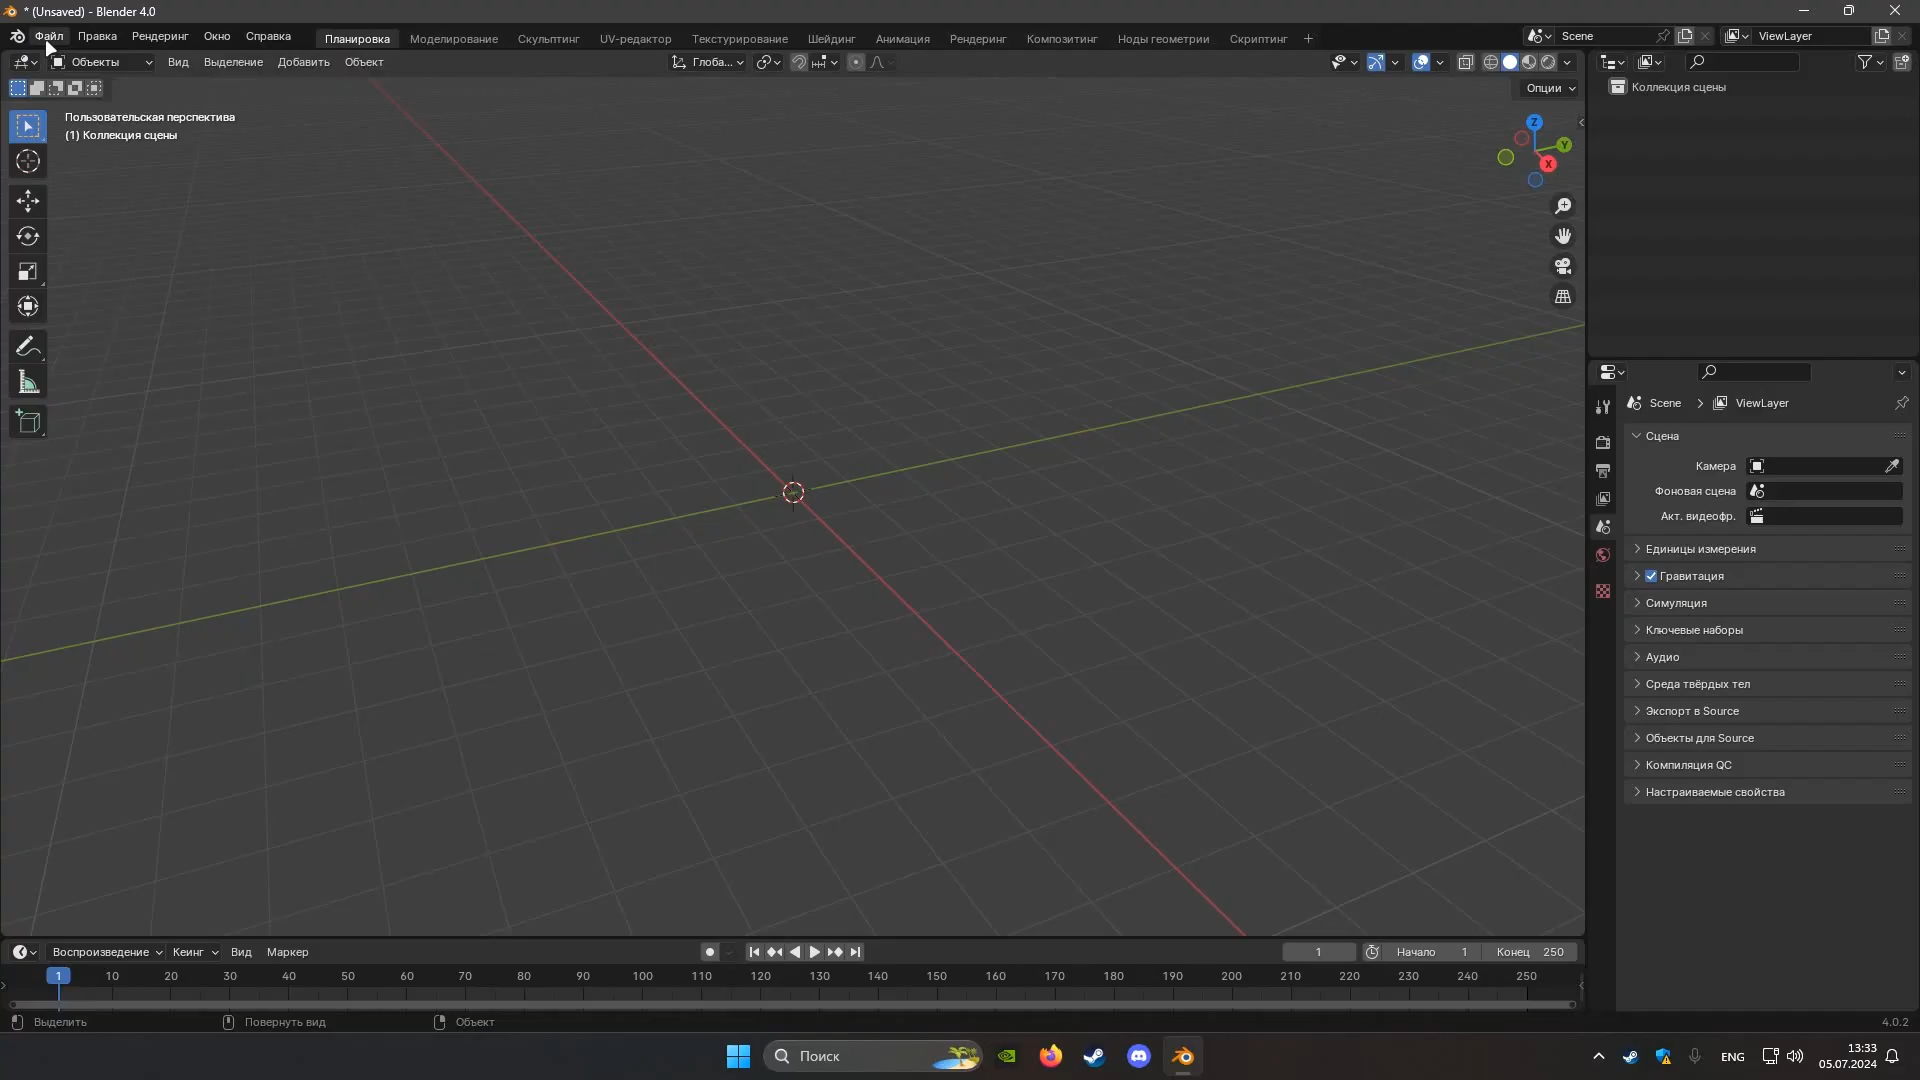 * (Unsaved) - Blender 4.0
Файл Правка Рендеринг Окно Справка Планировка Моделирование Скульптинг UV-редактор Текстурирование Шейдинг Анимация Рендеринг Композитинг Ноды геометрии Скриптинг + Scene ViewLayer
Объекты Вид Выделение Добавить Объект Глоба...
Опции
Пользовательская перспектива
(1) Коллекция сцены
Z
Y
X
Коллекция сцены
Scene > ViewLayer
Сцена
Камера
Фоновая сцена
Акт. видеофр.
Единицы измерения
Гравитация
Симуляция
Ключевые наборы
Аудио
Среда твёрдых тел
Экспорт в Source
Объекты для Source
Компиляция QC
Настраиваемые свойства
Воспроизведение Кеинг Вид Маркер 1 Начало 1 Конец 250
1 10 20 30 40 50 60 70 80 90 100 110 120 130 140 150 160 170 180 190 200 210 220 230 240 250
Выделить Повернуть вид Объект 4.0.2
Поиск ENG 13:33
05.07.2024